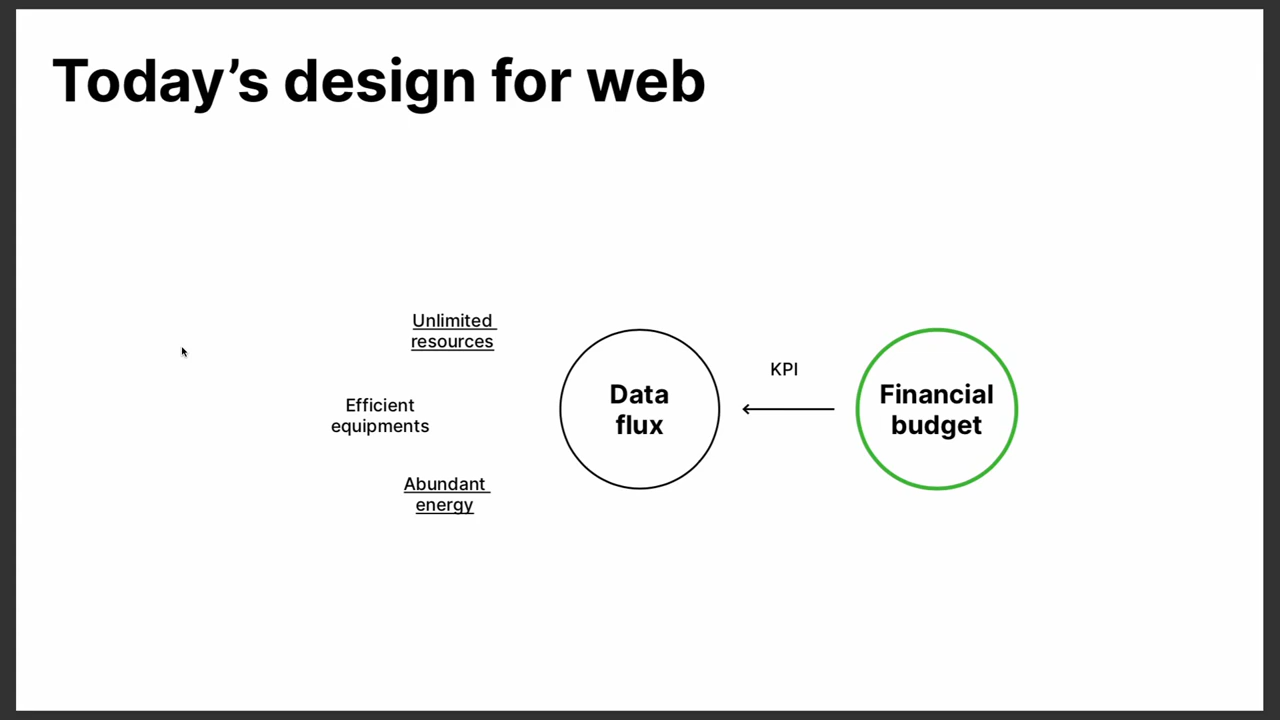 Today’s design for web
Unlimited
resources
Efficient
equipments
Abundant
energy
Data
flux
KPI
Financial
budget